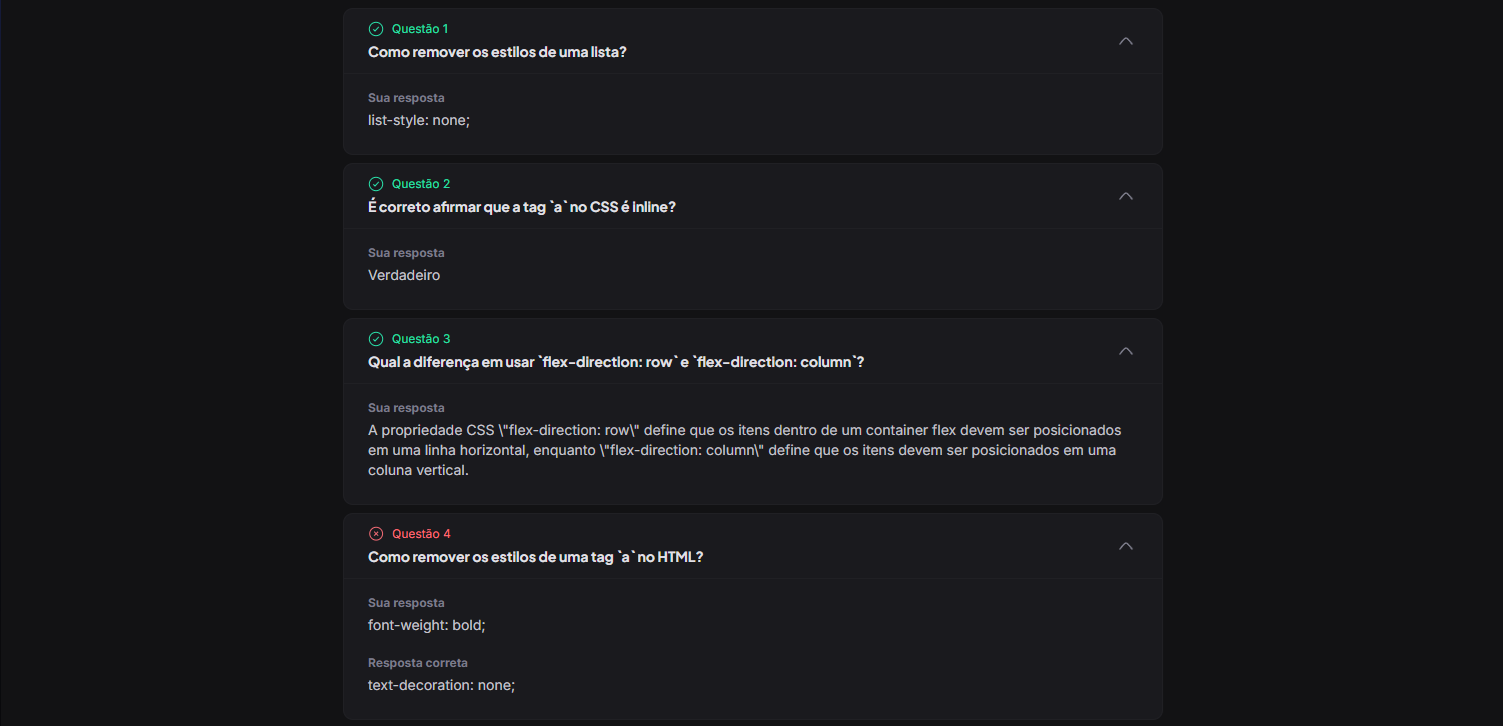 Questão 1
Como remover os estilos de uma lista?
Sua resposta
list-style: none;
Questão 2
É correto afirmar que a tag `a` no CSS é inline?
Sua resposta
Verdadeiro
Questão 3
Qual a diferença em usar `flex-direction: row` e `flex-direction: column`?
Sua resposta
A propriedade CSS \"flex-direction: row\" define que os itens dentro de um container flex devem ser posicionados
em uma linha horizontal, enquanto \"flex-direction: column\" define que os itens devem ser posicionados em uma
coluna vertical.
Questão 4
Como remover os estilos de uma tag `a` no HTML?
Sua resposta
font-weight: bold;
Resposta correta
text-decoration: none;